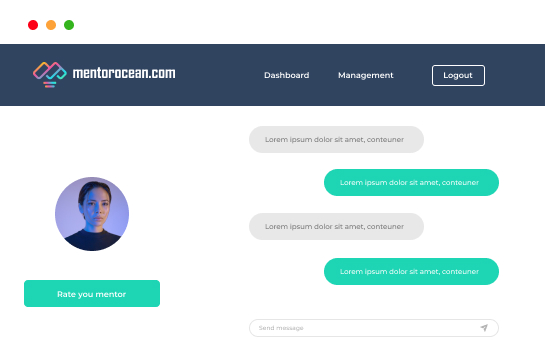 mentorocean.com
Dashboard
Management
Logout
Lorem ipsum dolor sit amet, conteuner
Lorem ipsum dolor sit amet, conteuner
Lorem ipsum dolor sit amet, conteuner
Rate you mentor
Lorem ipsum dolor sit amet, conteuner
Send message